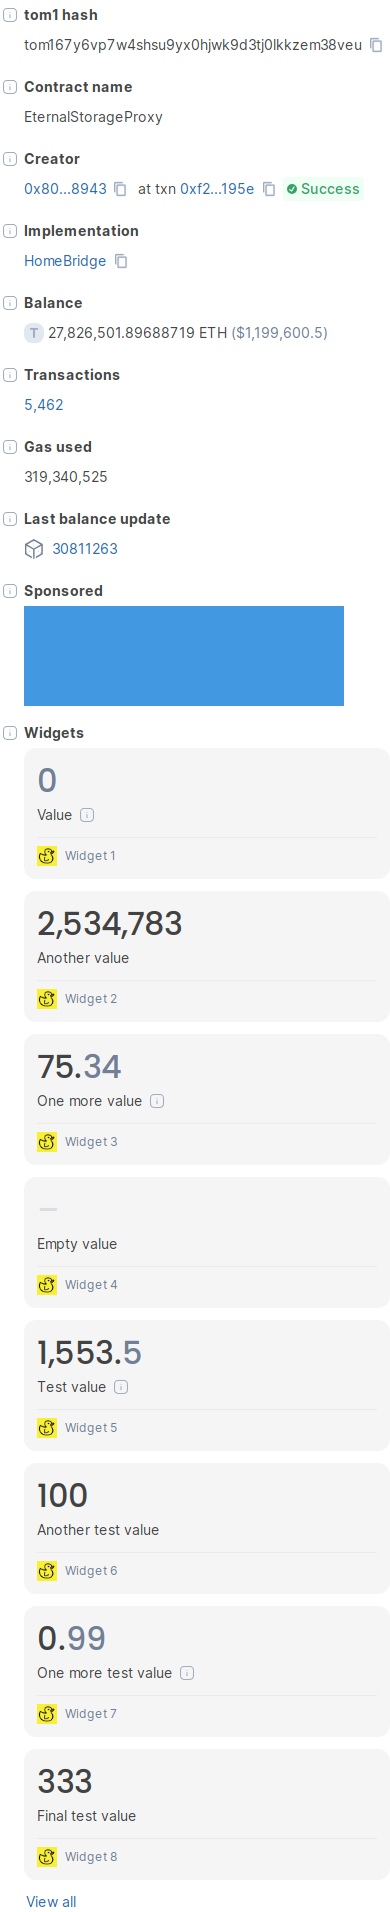 tom1 hash
tom167y6vp7w4shsu9yx0hjwk9d3tj0lkkzem38veu
Contract name
EternalStorageProxy
Creator
0x80...8943 at txn 0xf2...195e Success
Implementation
HomeBridge
Balance
T 27,826,501.89688719 ETH ($1,199,600.5)
Transactions
5,462
Gas used
319,340,525
Last balance update
30811263
Sponsored
Widgets
0
Value
Widget 1
2,534,783
Another value
Widget 2
75.34
One more value
Widget 3
–
Empty value
Widget 4
1,553.5
Test value
Widget 5
100
Another test value
Widget 6
0.99
One more test value
Widget 7
333
Final test value
Widget 8
View all